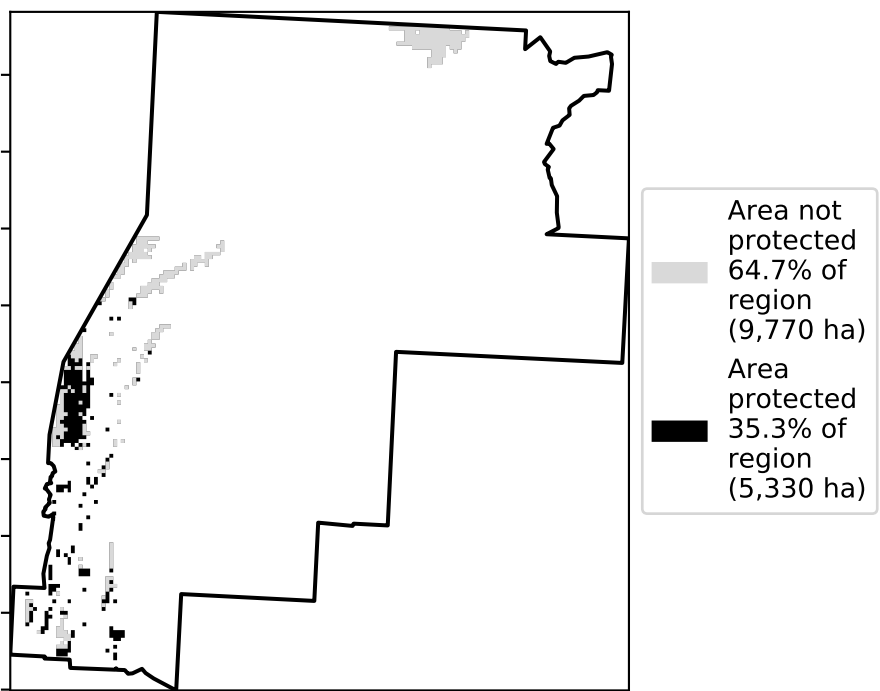 Area not
protected
64.7% of
region
(9,770 ha)
Area
protected
35.3% of
region
(5,330 ha)